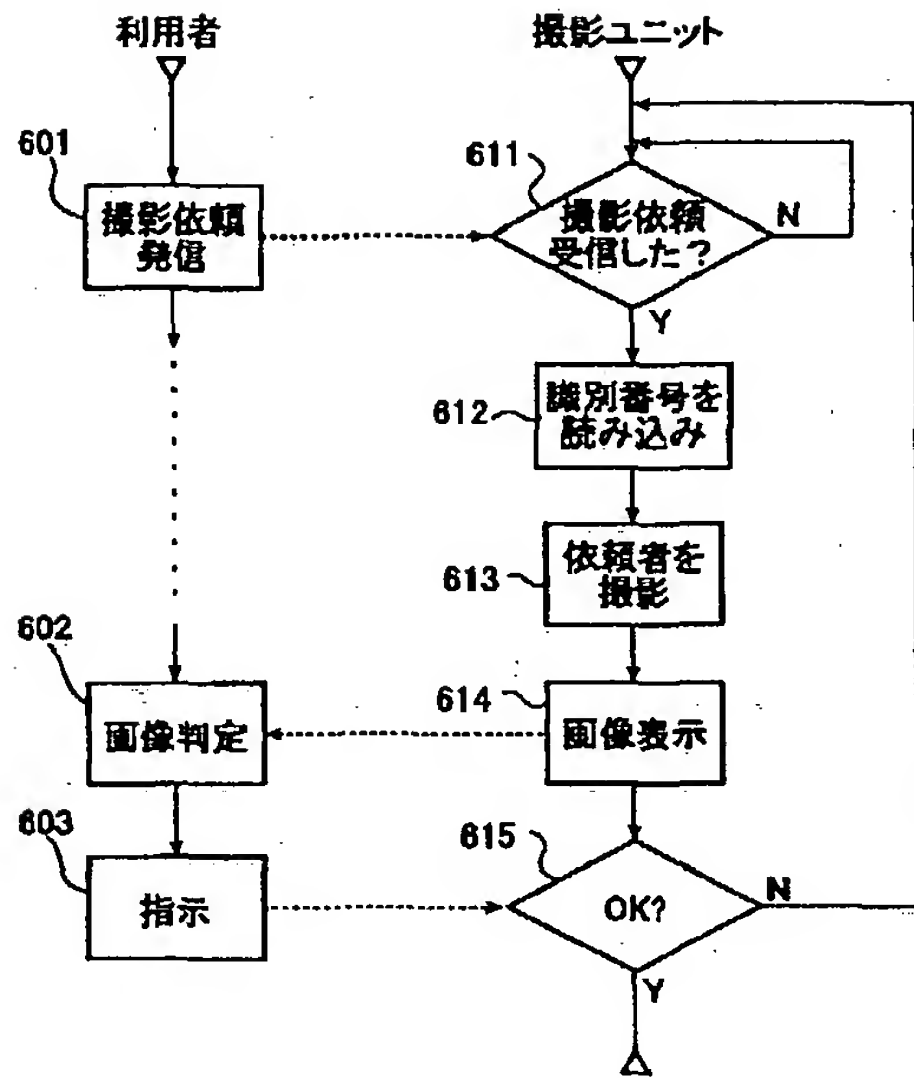 利用者
撮影ユニット
601
撮影依頼
発信
611
撮影依頼
受信した？
N
Y
612
識別番号を
読み込み
613
依頼者を
撮影
602
画像判定
614
画像表示
603
指示
615
OK?
N
Y